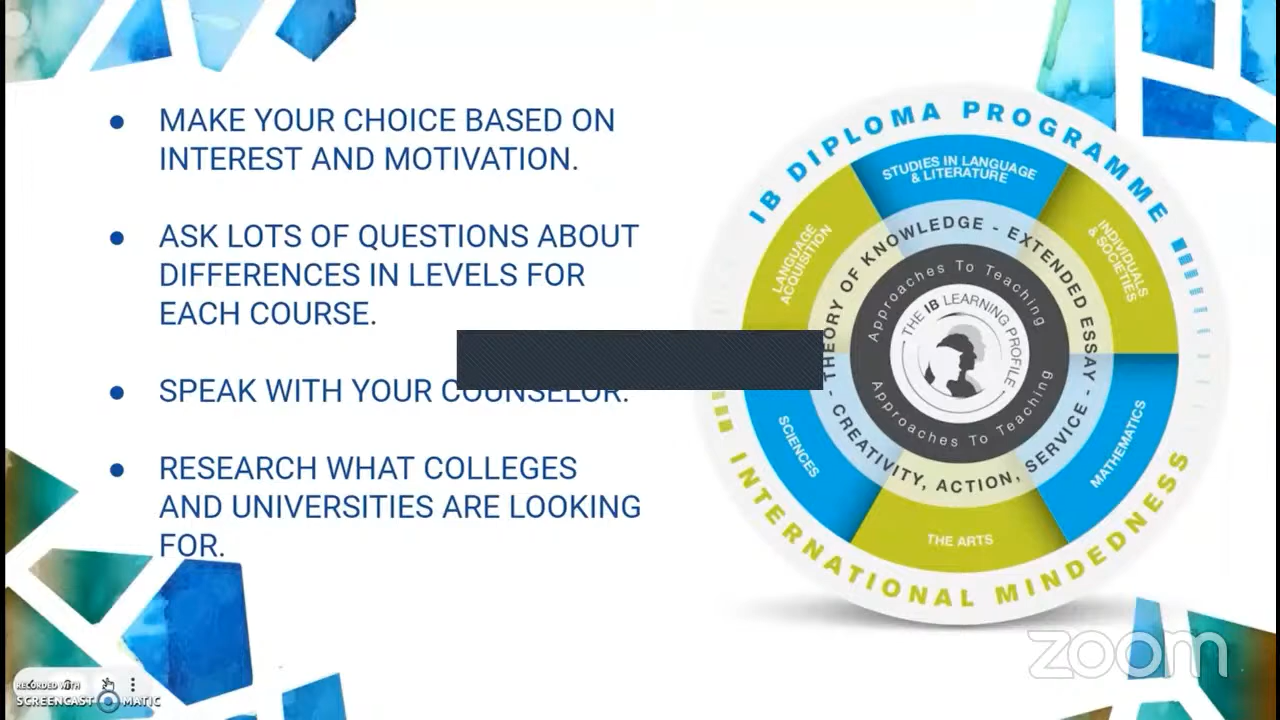 MAKE YOUR CHOICE BASED ON
INTEREST AND MOTIVATION.
ASK LOTS OF QUESTIONS ABOUT
DIFFERENCES IN LEVELS FOR
EACH COURSE.
SPEAK WITH YOUR COUNSELOR.
RESEARCH WHAT COLLEGES
AND UNIVERSITIES ARE LOOKING
FOR.
IB DIPLOMA PROGRAMME
STUDIES IN LANGUAGE
& LITERATURE
LANGUAGE
ACQUISITION
INDIVIDUALS
& SOCIETIES
THEORY OF KNOWLEDGE - EXTENDED ESSAY - CREATIVITY, ACTION, SERVICE -
Approaches To Teaching
THE IB LEARNING PROFILE
Approaches To Teaching
SCIENCES
MATHEMATICS
THE ARTS
INTERNATIONAL MINDEDNESS
zoom
RECORDED WITH
SCREENCAST MATIC